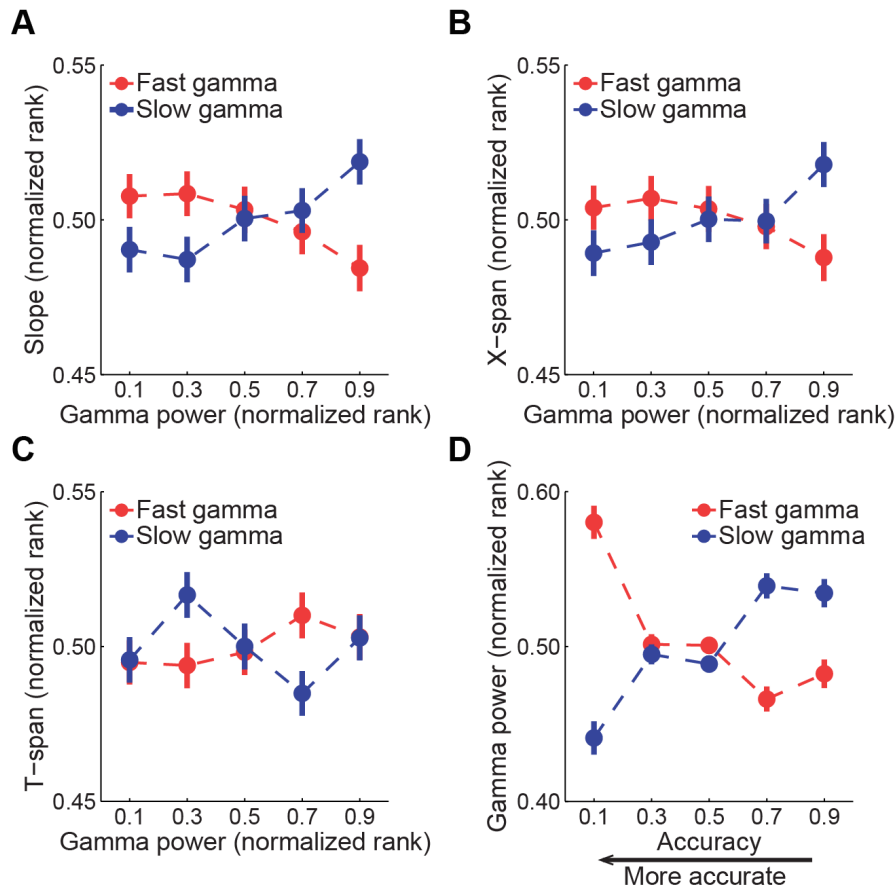 A
Slope (normalized rank)
0.55
0.50
0.45
Fast gamma
Slow gamma
0.1 0.3 0.5 0.7 0.9
Gamma power (normalized rank)
B
X-span (normalized rank)
0.55
0.50
0.45
Fast gamma
Slow gamma
0.1 0.3 0.5 0.7 0.9
Gamma power (normalized rank)
C
T-span (normalized rank)
0.55
0.50
0.45
Fast gamma
Slow gamma
0.1 0.3 0.5 0.7 0.9
Gamma power (normalized rank)
D
Gamma power (normalized rank)
0.60
0.50
0.40
Fast gamma
Slow gamma
0.1 0.3 0.5 0.7 0.9
Accuracy
More accurate